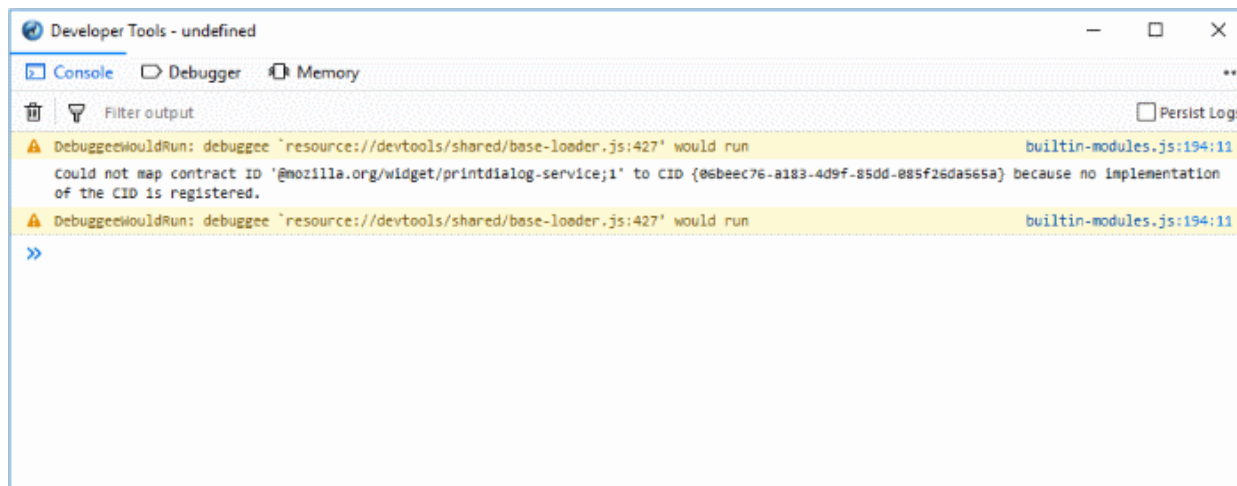 Developer Tools - undefined
Console Debugger Memory
Filter output Persist Logs
DebuggeeWouldRun: debuggee `resource://devtools/shared/base-loader.js:427' would run builtin-modules.js:194:11
Could not map contract ID '@mozilla.org/widget/printdialog-service;1' to CID {06beec76-a183-4d9f-85dd-085f26da565a} because no implementation
of the CID is registered.
DebuggeeWouldRun: debuggee `resource://devtools/shared/base-loader.js:427' would run builtin-modules.js:194:11